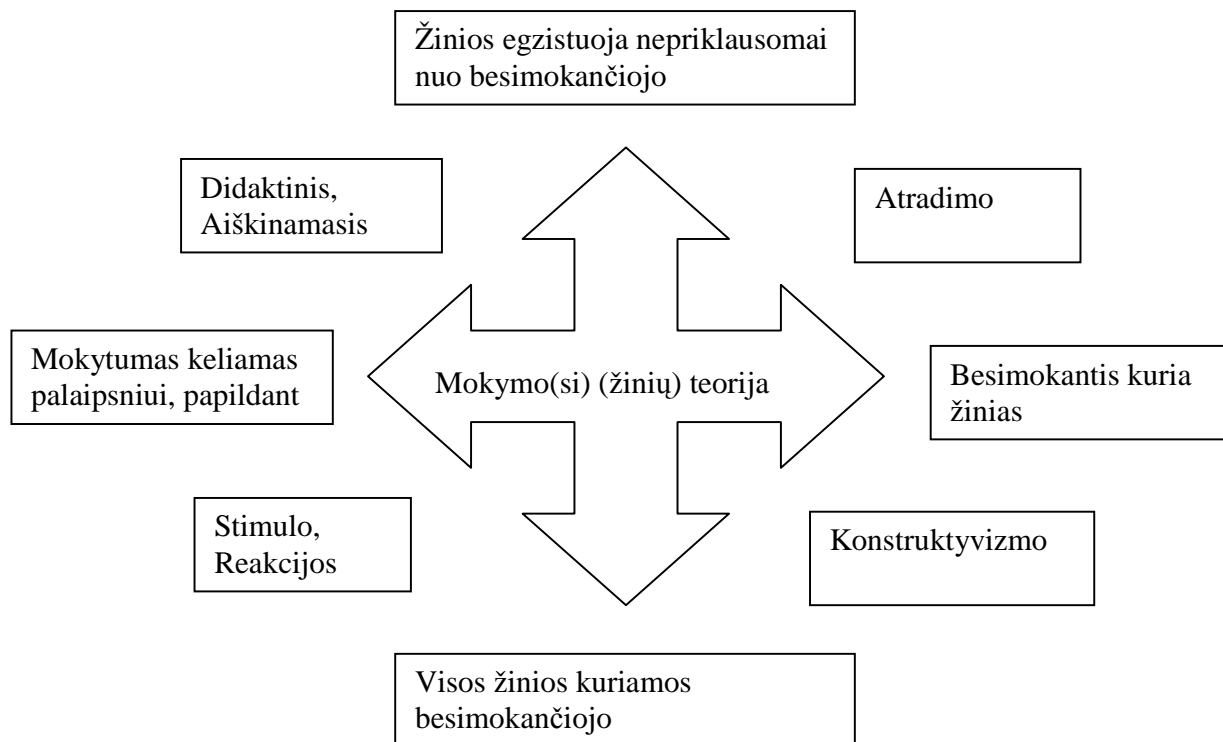 Žinios egzistuoja nepriklausomai
nuo besimokančiojo
Didaktinis,
Aiškinamasis
Atradimo
Mokytumas keliamas
palaipsniui, papildant
Mokymo(si) (žinių) teorija
Besimokantis kuria
žinias
Stimulo,
Reakcijos
Konstruktyvizmo
Visos žinios kuriamos
besimokančiojo